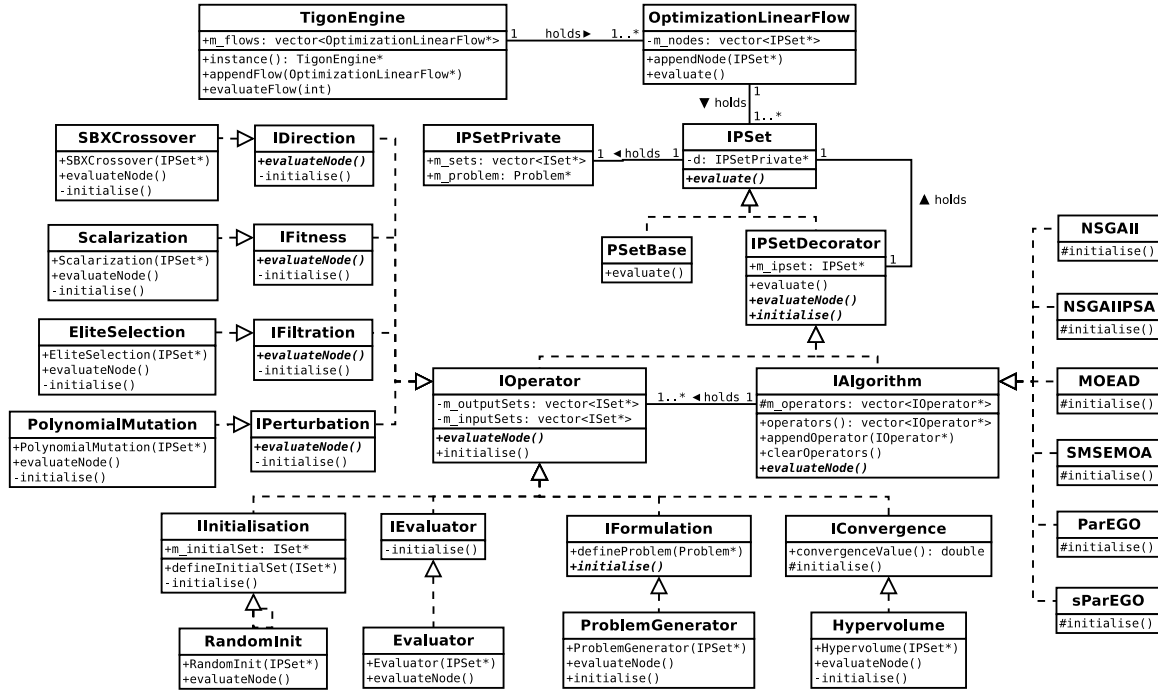 TigonEngine
+m_flows: vector<OptimizationLinearFlow*>
+instance(): TigonEngine*
+appendFlow(OptimizationLinearFlow*)
+evaluateFlow(int)
1 holds► 1..*
OptimizationLinearFlow
-m_nodes: vector<IPSet*>
+appendNode(IPSet*)
+evaluate()
1
▼ holds
1..*
SBXCrossover
+SBXCrossover(IPSet*)
+evaluateNode()
-initialise()
IDirection
+evaluateNode()
-initialise()
IPSetPrivate
+m_sets: vector<ISet*>
+m_problem: Problem*
1 ◄holds 1
IPSet
-d: IPSetPrivate*
+evaluate()
1
▲ holds
1
Scalarization
+Scalarization(IPSet*)
+evaluateNode()
-initialise()
IFitness
+evaluateNode()
-initialise()
PSetBase
+evaluate()
IPSetDecorator
+m_ipset: IPSet*
+evaluate()
+evaluateNode()
+initialise()
NSGAII
#initialise()
NSGAIIPSA
#initialise()
EliteSelection
+EliteSelection(IPSet*)
+evaluateNode()
-initialise()
IFiltration
+evaluateNode()
-initialise()
IOperator
-m_outputSets: vector<ISet*>
-m_inputSets: vector<ISet*>
+evaluateNode()
+initialise()
1..* ◄holds 1
IAlgorithm
#m_operators: vector<IOperator*>
+operators(): vector<IOperator*>
+appendOperator(IOperator*)
+clearOperators()
+evaluateNode()
MOEAD
#initialise()
PolynomialMutation
+PolynomialMutation(IPSet*)
+evaluateNode()
-initialise()
IPerturbation
+evaluateNode()
-initialise()
SMSEMOA
#initialise()
IInitialisation
+m_initialSet: ISet*
+defineInitialSet(ISet*)
-initialise()
IEvaluator
-initialise()
IFormulation
+defineProblem(Problem*)
+initialise()
IConvergence
+convergenceValue(): double
#initialise()
ParEGO
#initialise()
sParEGO
#initialise()
RandomInit
+RandomInit(IPSet*)
+evaluateNode()
Evaluator
+Evaluator(IPSet*)
+evaluateNode()
ProblemGenerator
+ProblemGenerator(IPSet*)
+evaluateNode()
+initialise()
Hypervolume
+Hypervolume(IPSet*)
+evaluateNode()
-initialise()